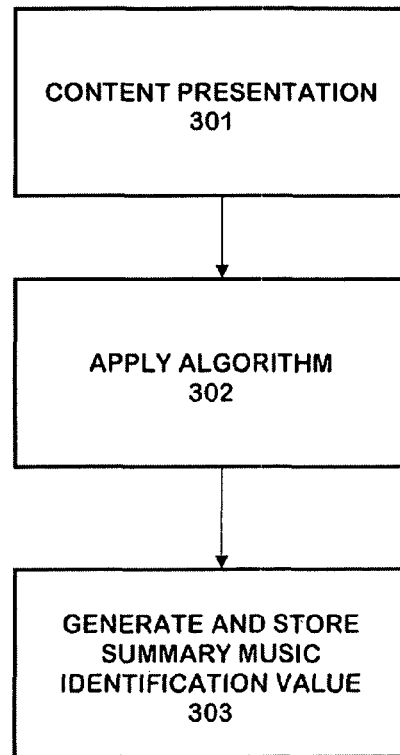 CONTENT PRESENTATION
301
APPLY ALGORITHM
302
GENERATE AND STORE
SUMMARY MUSIC
IDENTIFICATION VALUE
303